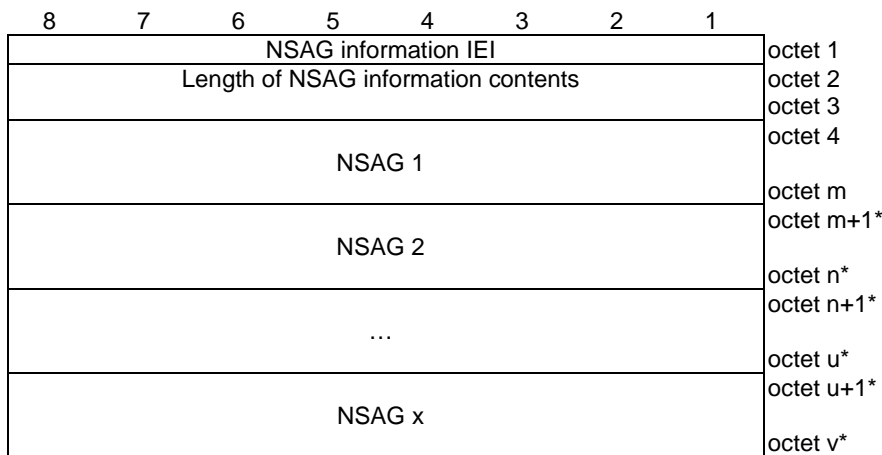 8 7 6 5 4 3 2 1
NSAG information IEI octet 1
Length of NSAG information contents octet 2
octet 3
octet 4
NSAG 1
octet m
octet m+1*
NSAG 2
octet n*
octet n+1*
…
octet u*
octet u+1*
NSAG x
octet v*